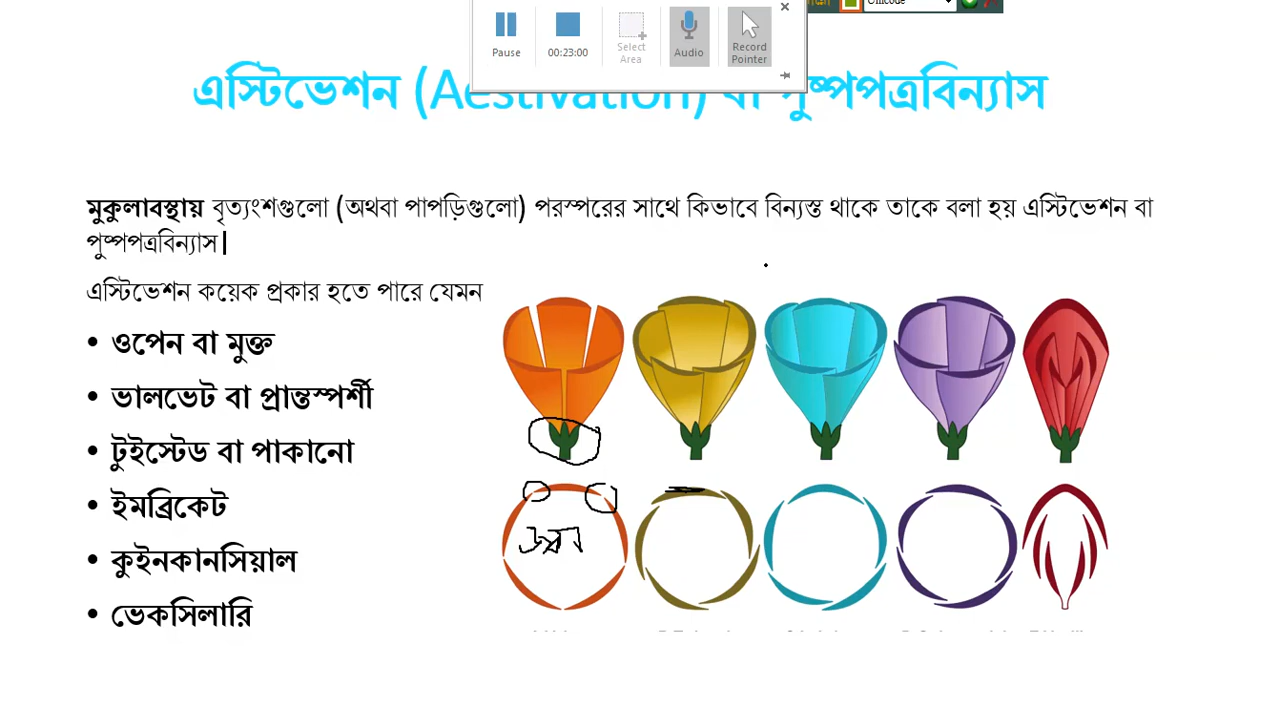 Unicode
Pause
00:23:00
Select Area
Audio
Record Pointer
এস্টিভেশন (Aestivation) বা পুষ্পপত্রবিন্যাস
মুকুলাবস্থায় বৃত্যংশগুলো (অথবা পাপড়িগুলো) পরস্পরের সাথে কিভাবে বিন্যস্ত থাকে তাকে বলা হয় এস্টিভেশন বা
পুষ্পপত্রবিন্যাস|
এস্টিভেশন কয়েক প্রকার হতে পারে যেমন
• ওপেন বা মুক্ত
• ভালভেট বা প্রান্তস্পর্শী
• টুইস্টেড বা পাকানো
• ইমব্রিকেট
• কুইনকানসিয়াল
• ভেকসিলারি